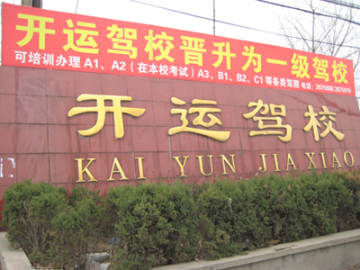 开运驾校晋升为一级驾校
可培训办理A1、A2（在本校考试）A3、B1、B2、C1等各类驾照
开运驾校
KAI YUN JIAXIAO